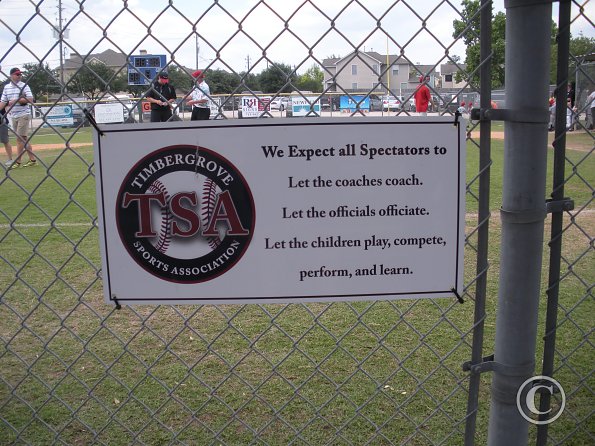 TIMBERGROVE
TSA
SPORTS ASSOCIATION
We Expect all Spectators to
Let the coaches coach.
Let the officials officiate.
Let the children play, compete,
perform, and learn.
©